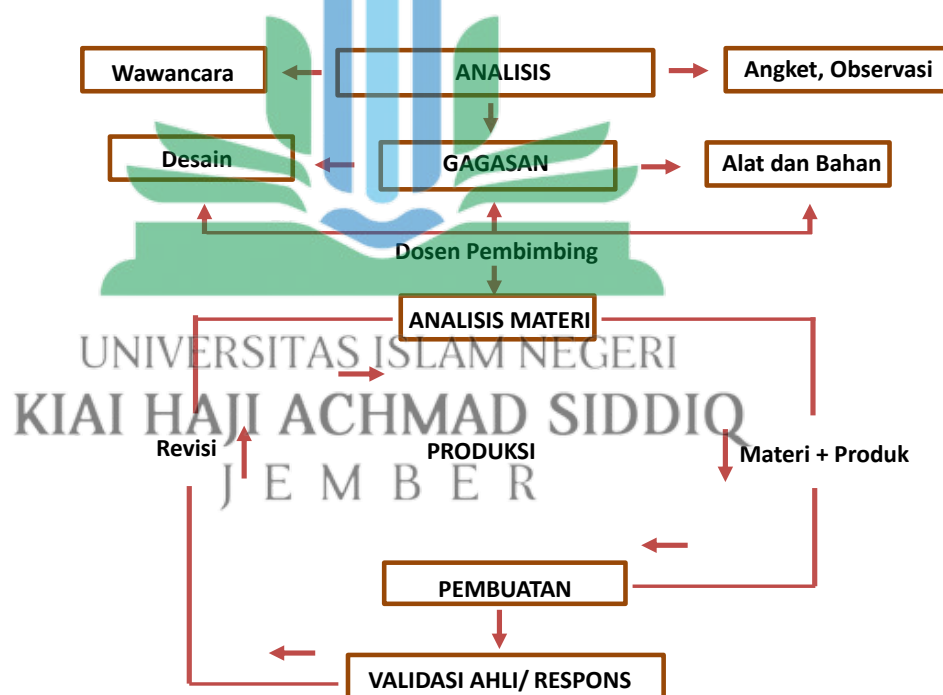 Wawancara
ANALISIS
Angket, Observasi
Desain
GAGASAN
Alat dan Bahan
Dosen Pembimbing
ANALISIS MATERI
UNIVERSITAS ISLAM NEGERI
KIAI HAJI ACHMAD SIDDIQ
Revisi
PRODUKSI
Materi + Produk
JEMBER
PEMBUATAN
VALIDASI AHLI/ RESPONS